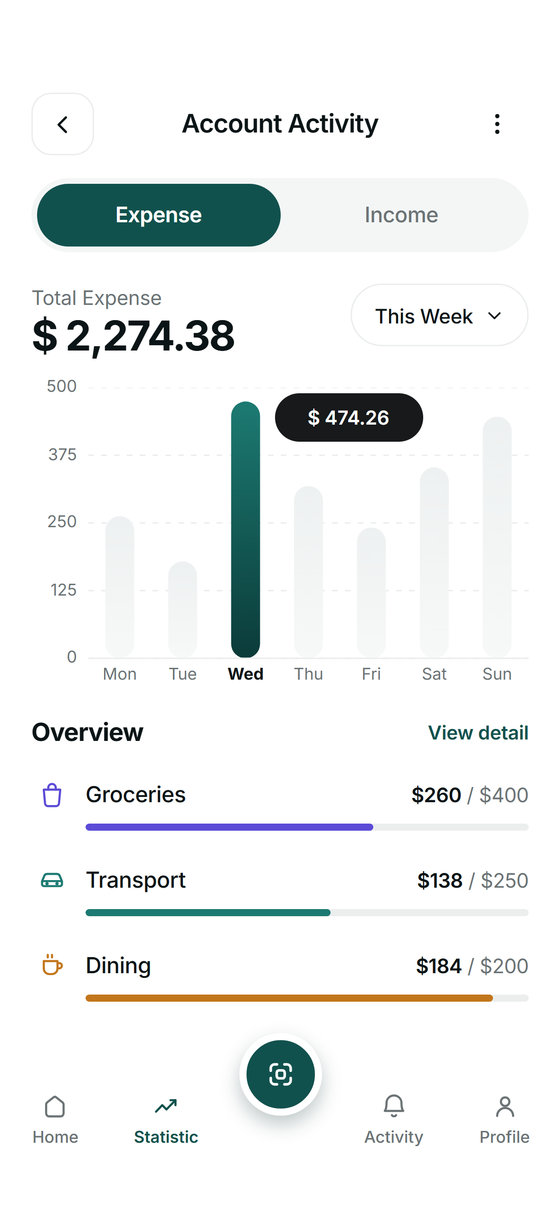 Account Activity
Expense
Income
Total Expense
$ 2,274.38
This Week
500
$ 474.26
375
250
125
0
Mon Tue Wed Thu Fri Sat Sun
Overview
View detail
Groceries
$260 / $400
Transport
$138 / $250
Dining
$184 / $200
Home
Statistic
Activity
Profile